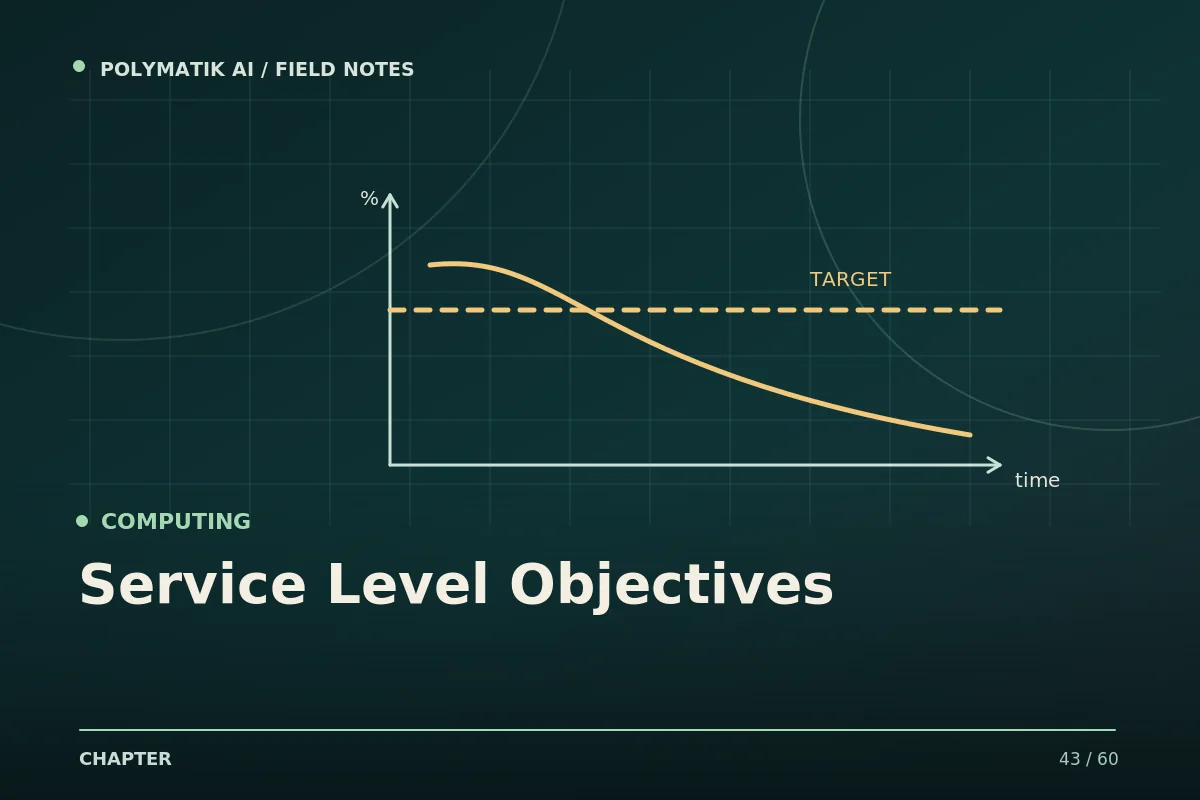 POLYMATIK AI / FIELD NOTES
%
TARGET
time
COMPUTING
Service Level Objectives
CHAPTER
43 / 60